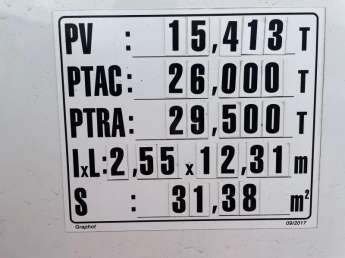 PV : 15,413 T
PTAC : 26,000 T
PTRA : 29,500 T
IxL: 2,55 x 12,31 m
S : 31,38 m²
Graphof 09/2017